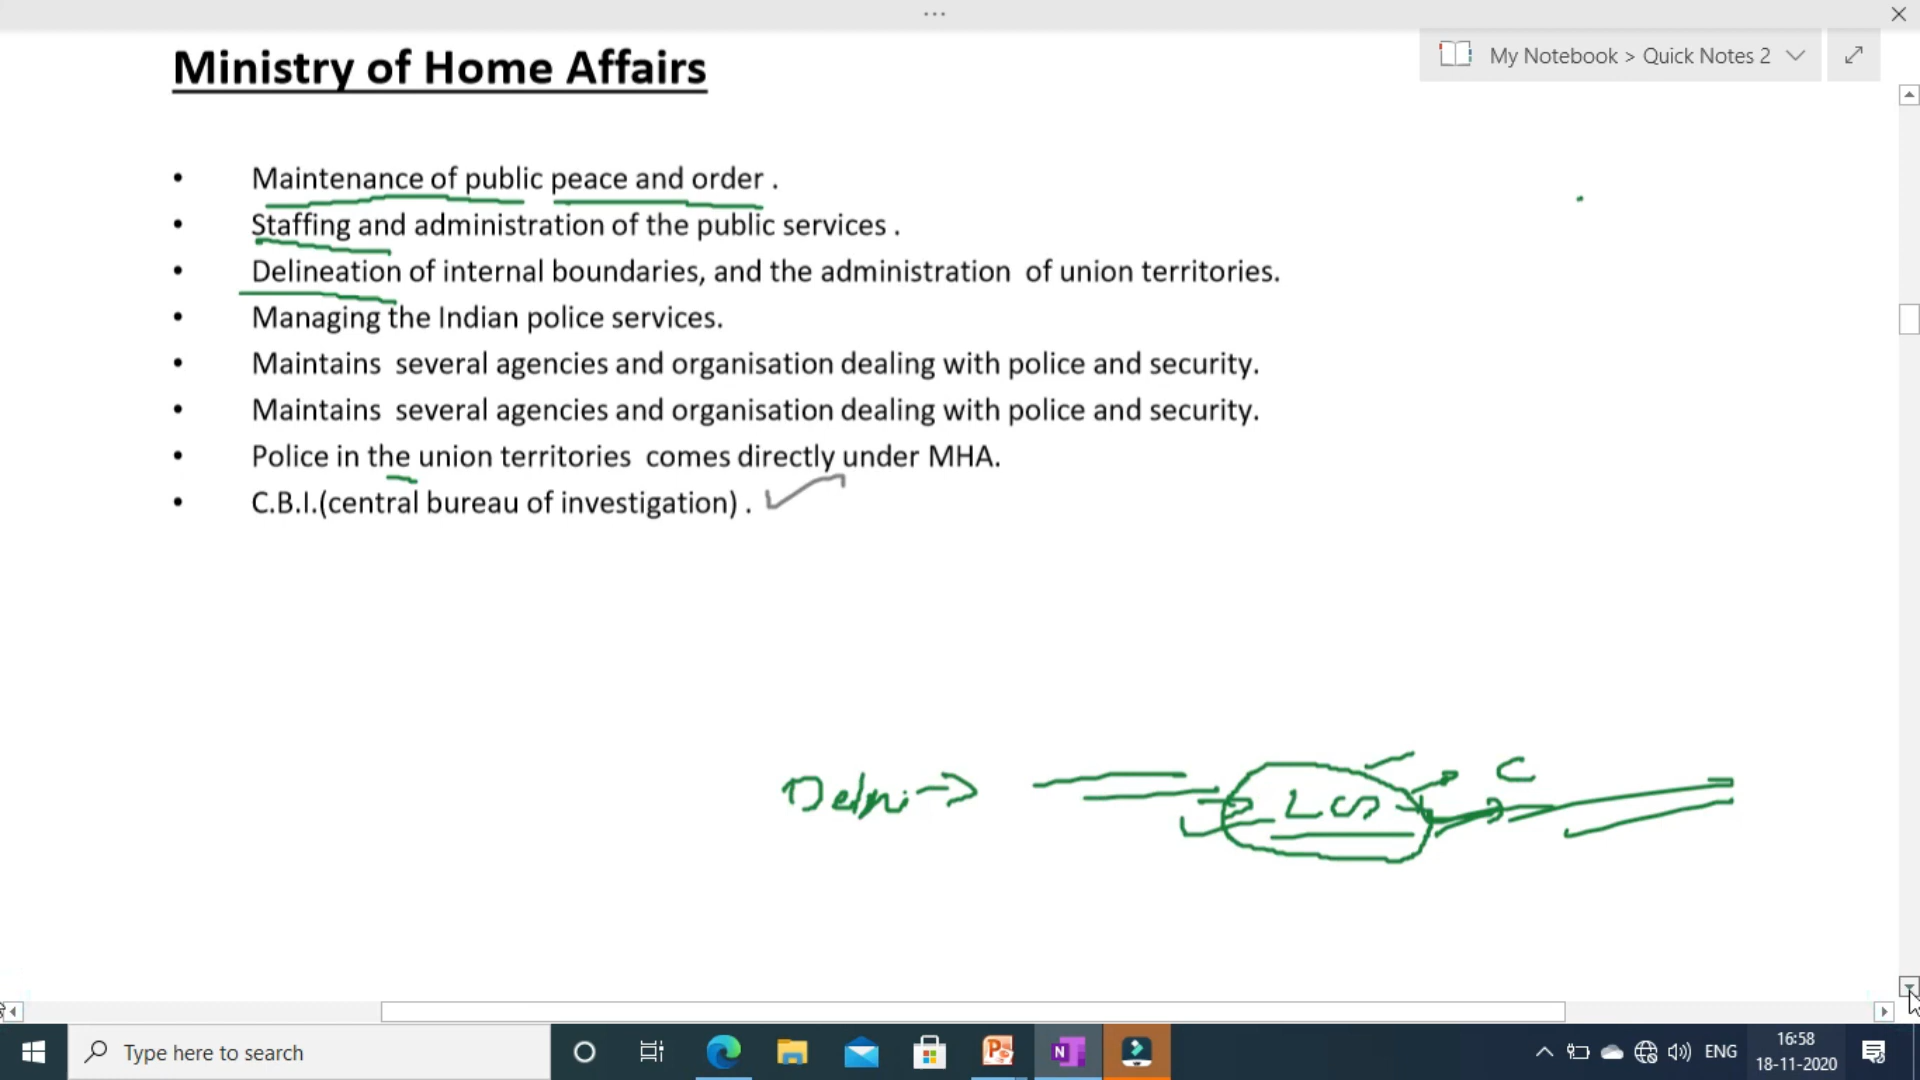 My Notebook > Quick Notes 2
Ministry of Home Affairs
• Maintenance of public peace and order .
• Staffing and administration of the public services .
• Delineation of internal boundaries, and the administration of union territories.
• Managing the Indian police services.
• Maintains several agencies and organisation dealing with police and security.
• Maintains several agencies and organisation dealing with police and security.
• Police in the union territories comes directly under MHA.
• C.B.I.(central bureau of investigation) .
Delhi
C
Type here to search
ENG
16:58
18-11-2020